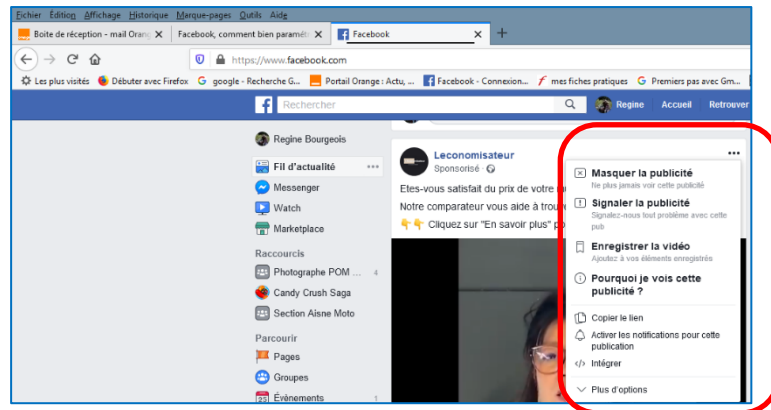 Fichier Édition Affichage Historique Marque-pages Outils Aide
Boite de réception - mail Orang
Facebook, comment bien paramét
Facebook
https://www.facebook.com
Les plus visités Débuter avec Firefox google - Recherche G... Portail Orange : Actu, ... Facebook - Connexion... mes fiches pratiques Premiers pas avec Gm...
Rechercher
Regine Accueil Retrouver
Regine Bourgeois
Fil d'actualité
Messenger
Watch
Marketplace
Raccourcis
Photographe POM ... 4
Candy Crush Saga
Section Aisne Moto
Parcourir
Pages
Groupes
Évènements 1
Leconomisateur
Sponsorisé ·
Etes-vous satisfait du prix de votre
Notre comparateur vous aide à
Cliquez sur "En savoir plus"
Masquer la publicité
Ne plus jamais voir cette publicité
Signaler la publicité
Signalez-nous tout problème avec cette
pub
Enregistrer la vidéo
Ajoutez à vos éléments enregistrés
Pourquoi je vois cette
publicité ?
Copier le lien
Activer les notifications pour cette
publication
Intégrer
Plus d'options